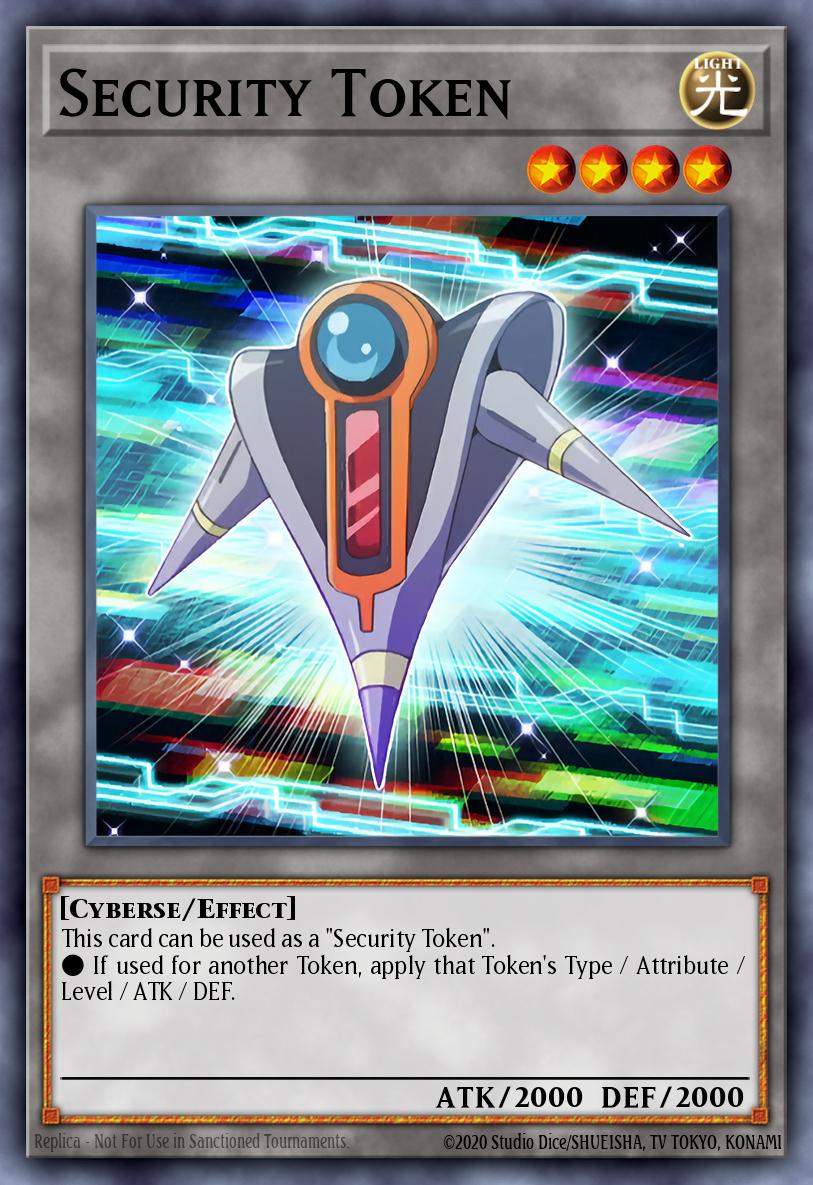 Security Token
LIGHT
光
[Cyberse/Effect]
This card can be used as a "Security Token".
● If used for another Token, apply that Token's Type / Attribute /
Level / ATK / DEF.
ATK/2000 DEF/2000
Replica - Not For Use in Sanctioned Tournaments.
©2020 Studio Dice/SHUEISHA, TV TOKYO, KONAMI